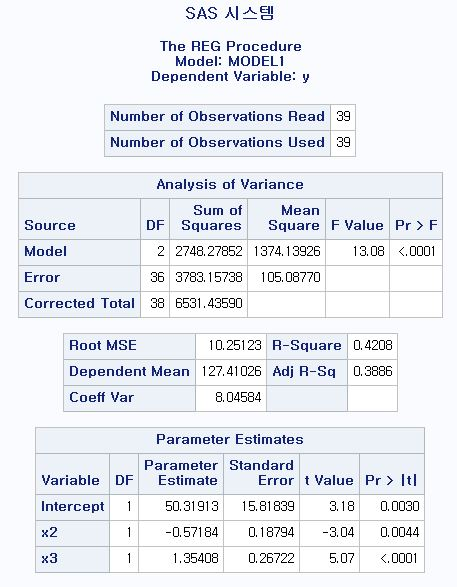 SAS 시스템
The REG Procedure
Model: MODEL1
Dependent Variable: y
Number of Observations Read 39
Number of Observations Used 39
Analysis of Variance
Source DF Sum of Squares Mean Square F Value Pr > F
Model 2 2748.27852 1374.13926 13.08 <.0001
Error 36 3783.15738 105.08770
Corrected Total 38 6531.43590
Root MSE 10.25123 R-Square 0.4208
Dependent Mean 127.41026 Adj R-Sq 0.3886
Coeff Var 8.04584
Parameter Estimates
Variable DF Parameter Estimate Standard Error t Value Pr > |t|
Intercept 1 50.31913 15.81839 3.18 0.0030
x2 1 -0.57184 0.18794 -3.04 0.0044
x3 1 1.35408 0.26722 5.07 <.0001